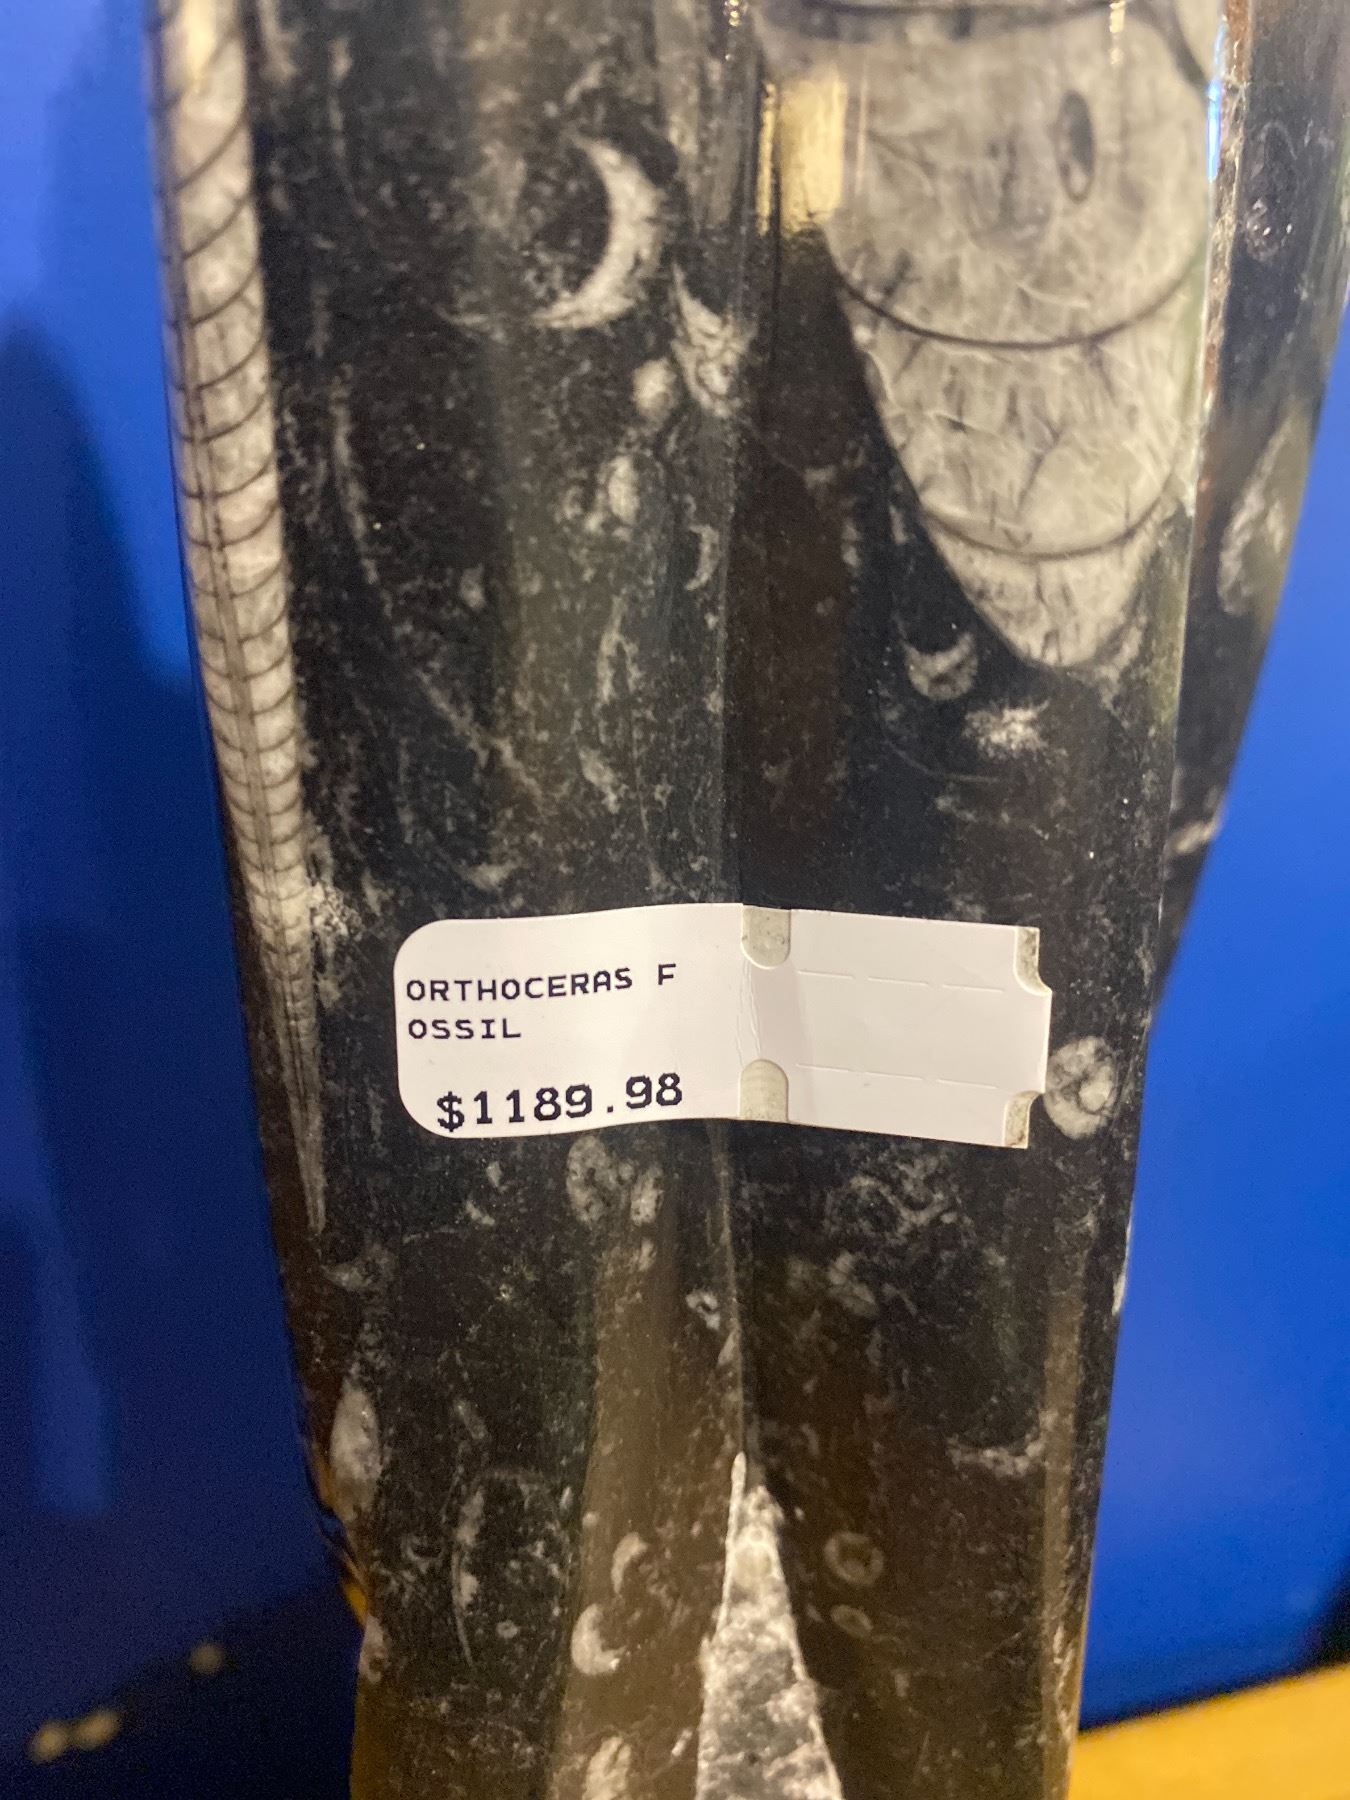 ORTHOCERAS F
OSSIL
$1189.98